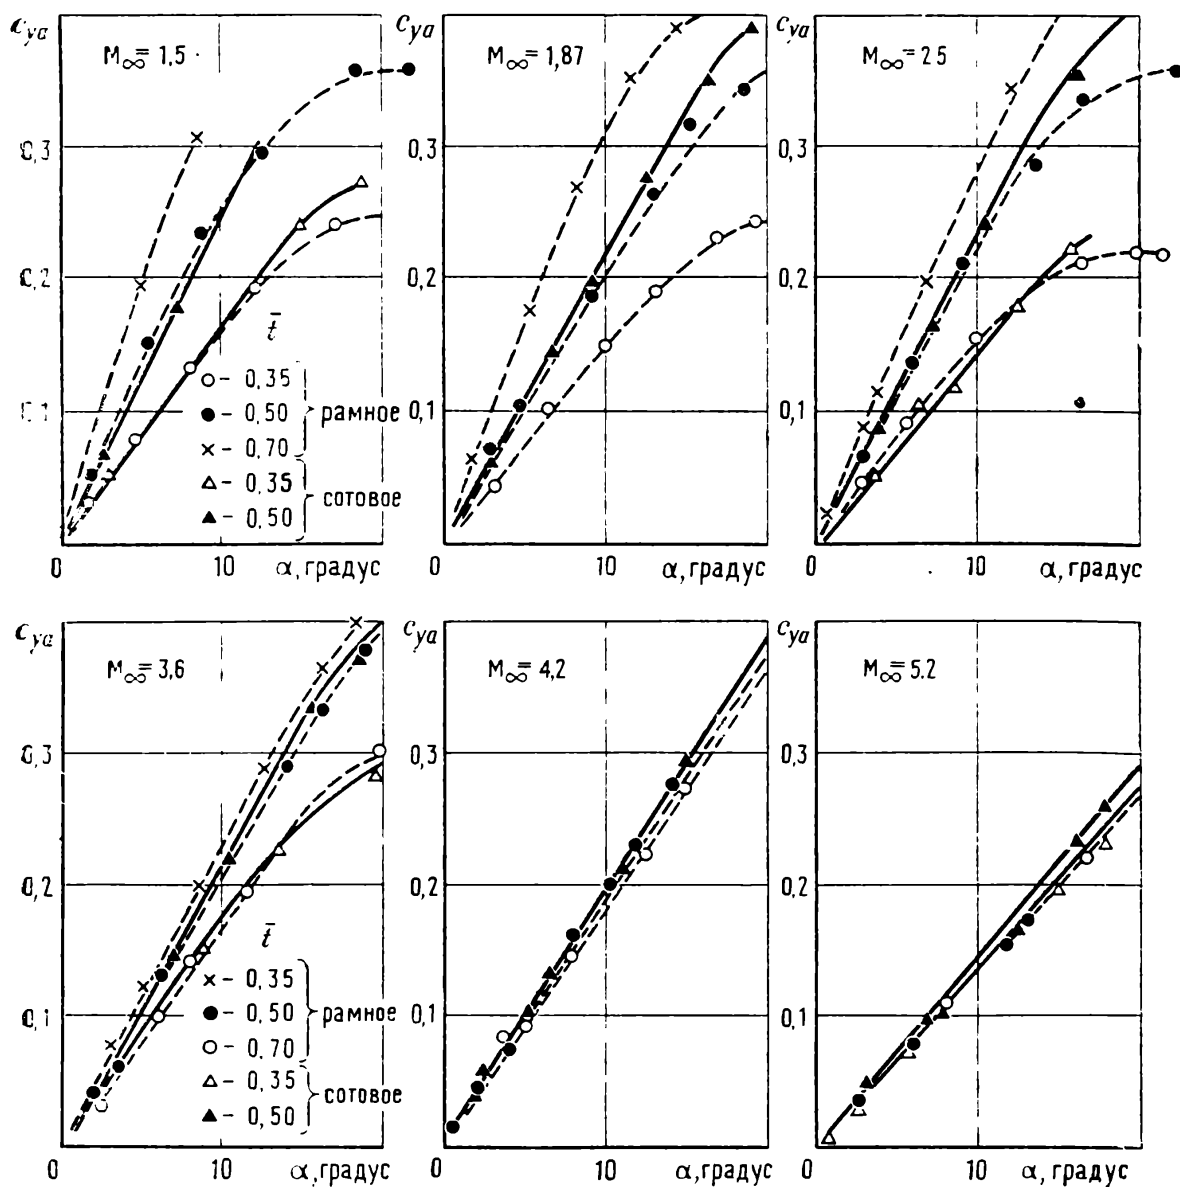 c_ya
M∞=1,5
0,3
0,2
0,1
t̄
○ – 0,35
● – 0,50
× – 0,70
рамное
△ – 0,35
▲ – 0,50
сотовое
0
10
α, градус
c_ya
M∞=1,87
0,3
0,2
0,1
0
10
α, градус
c_ya
M∞=25
0,3
0,2
0,1
0
10
α, градус
c_ya
M∞=3,6
0,3
0,2
0,1
t̄
× – 0,35
● – 0,50
○ – 0,70
рамное
△ – 0,35
▲ – 0,50
сотовое
0
10
α, градус
c_ya
M∞=4,2
0,3
0,2
0,1
0
10
α, градус
c_ya
M∞=5.2
0,3
0,2
0,1
0
10
α, градус